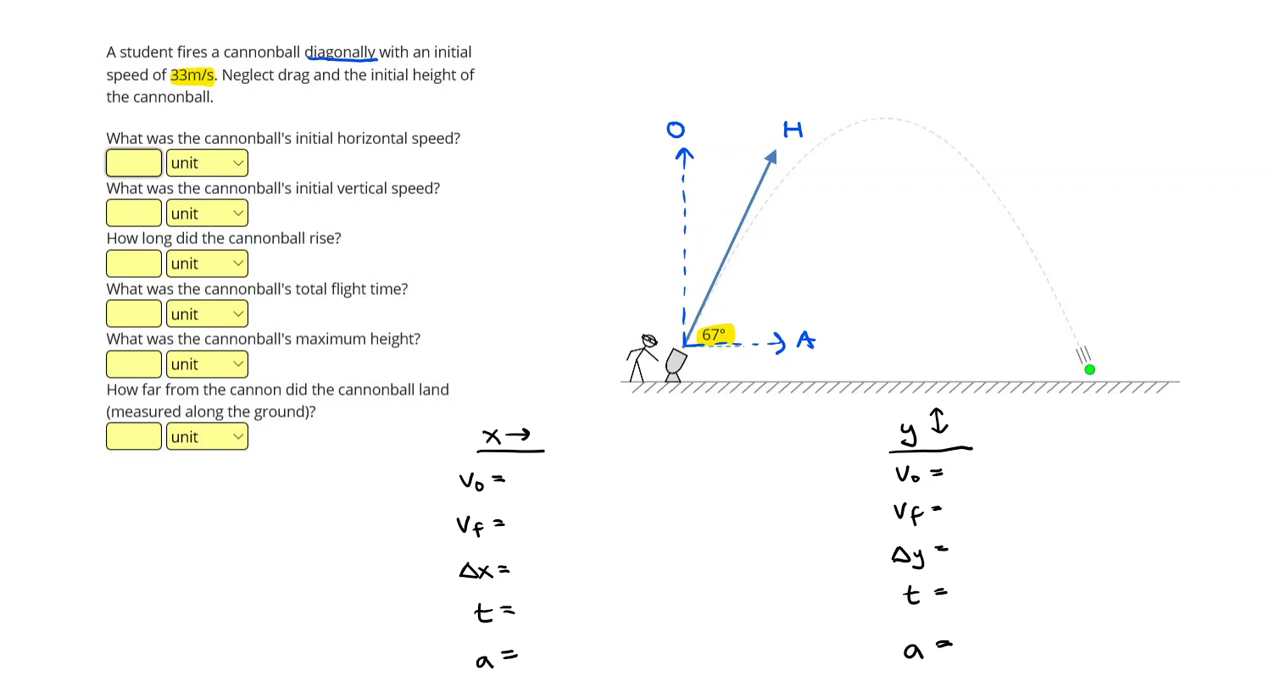 A student fires a cannonball diagonally with an initial
speed of 33m/s. Neglect drag and the initial height of
the cannonball.
What was the cannonball's initial horizontal speed?
unit
What was the cannonball's initial vertical speed?
unit
How long did the cannonball rise?
unit
What was the cannonball's total flight time?
unit
What was the cannonball's maximum height?
unit
How far from the cannon did the cannonball land
(measured along the ground)?
unit
O
H
67°
A
x→
v₀ =
v_f =
Δx =
t =
a =
y ↕
v₀ =
v_f =
Δy =
t =
a =